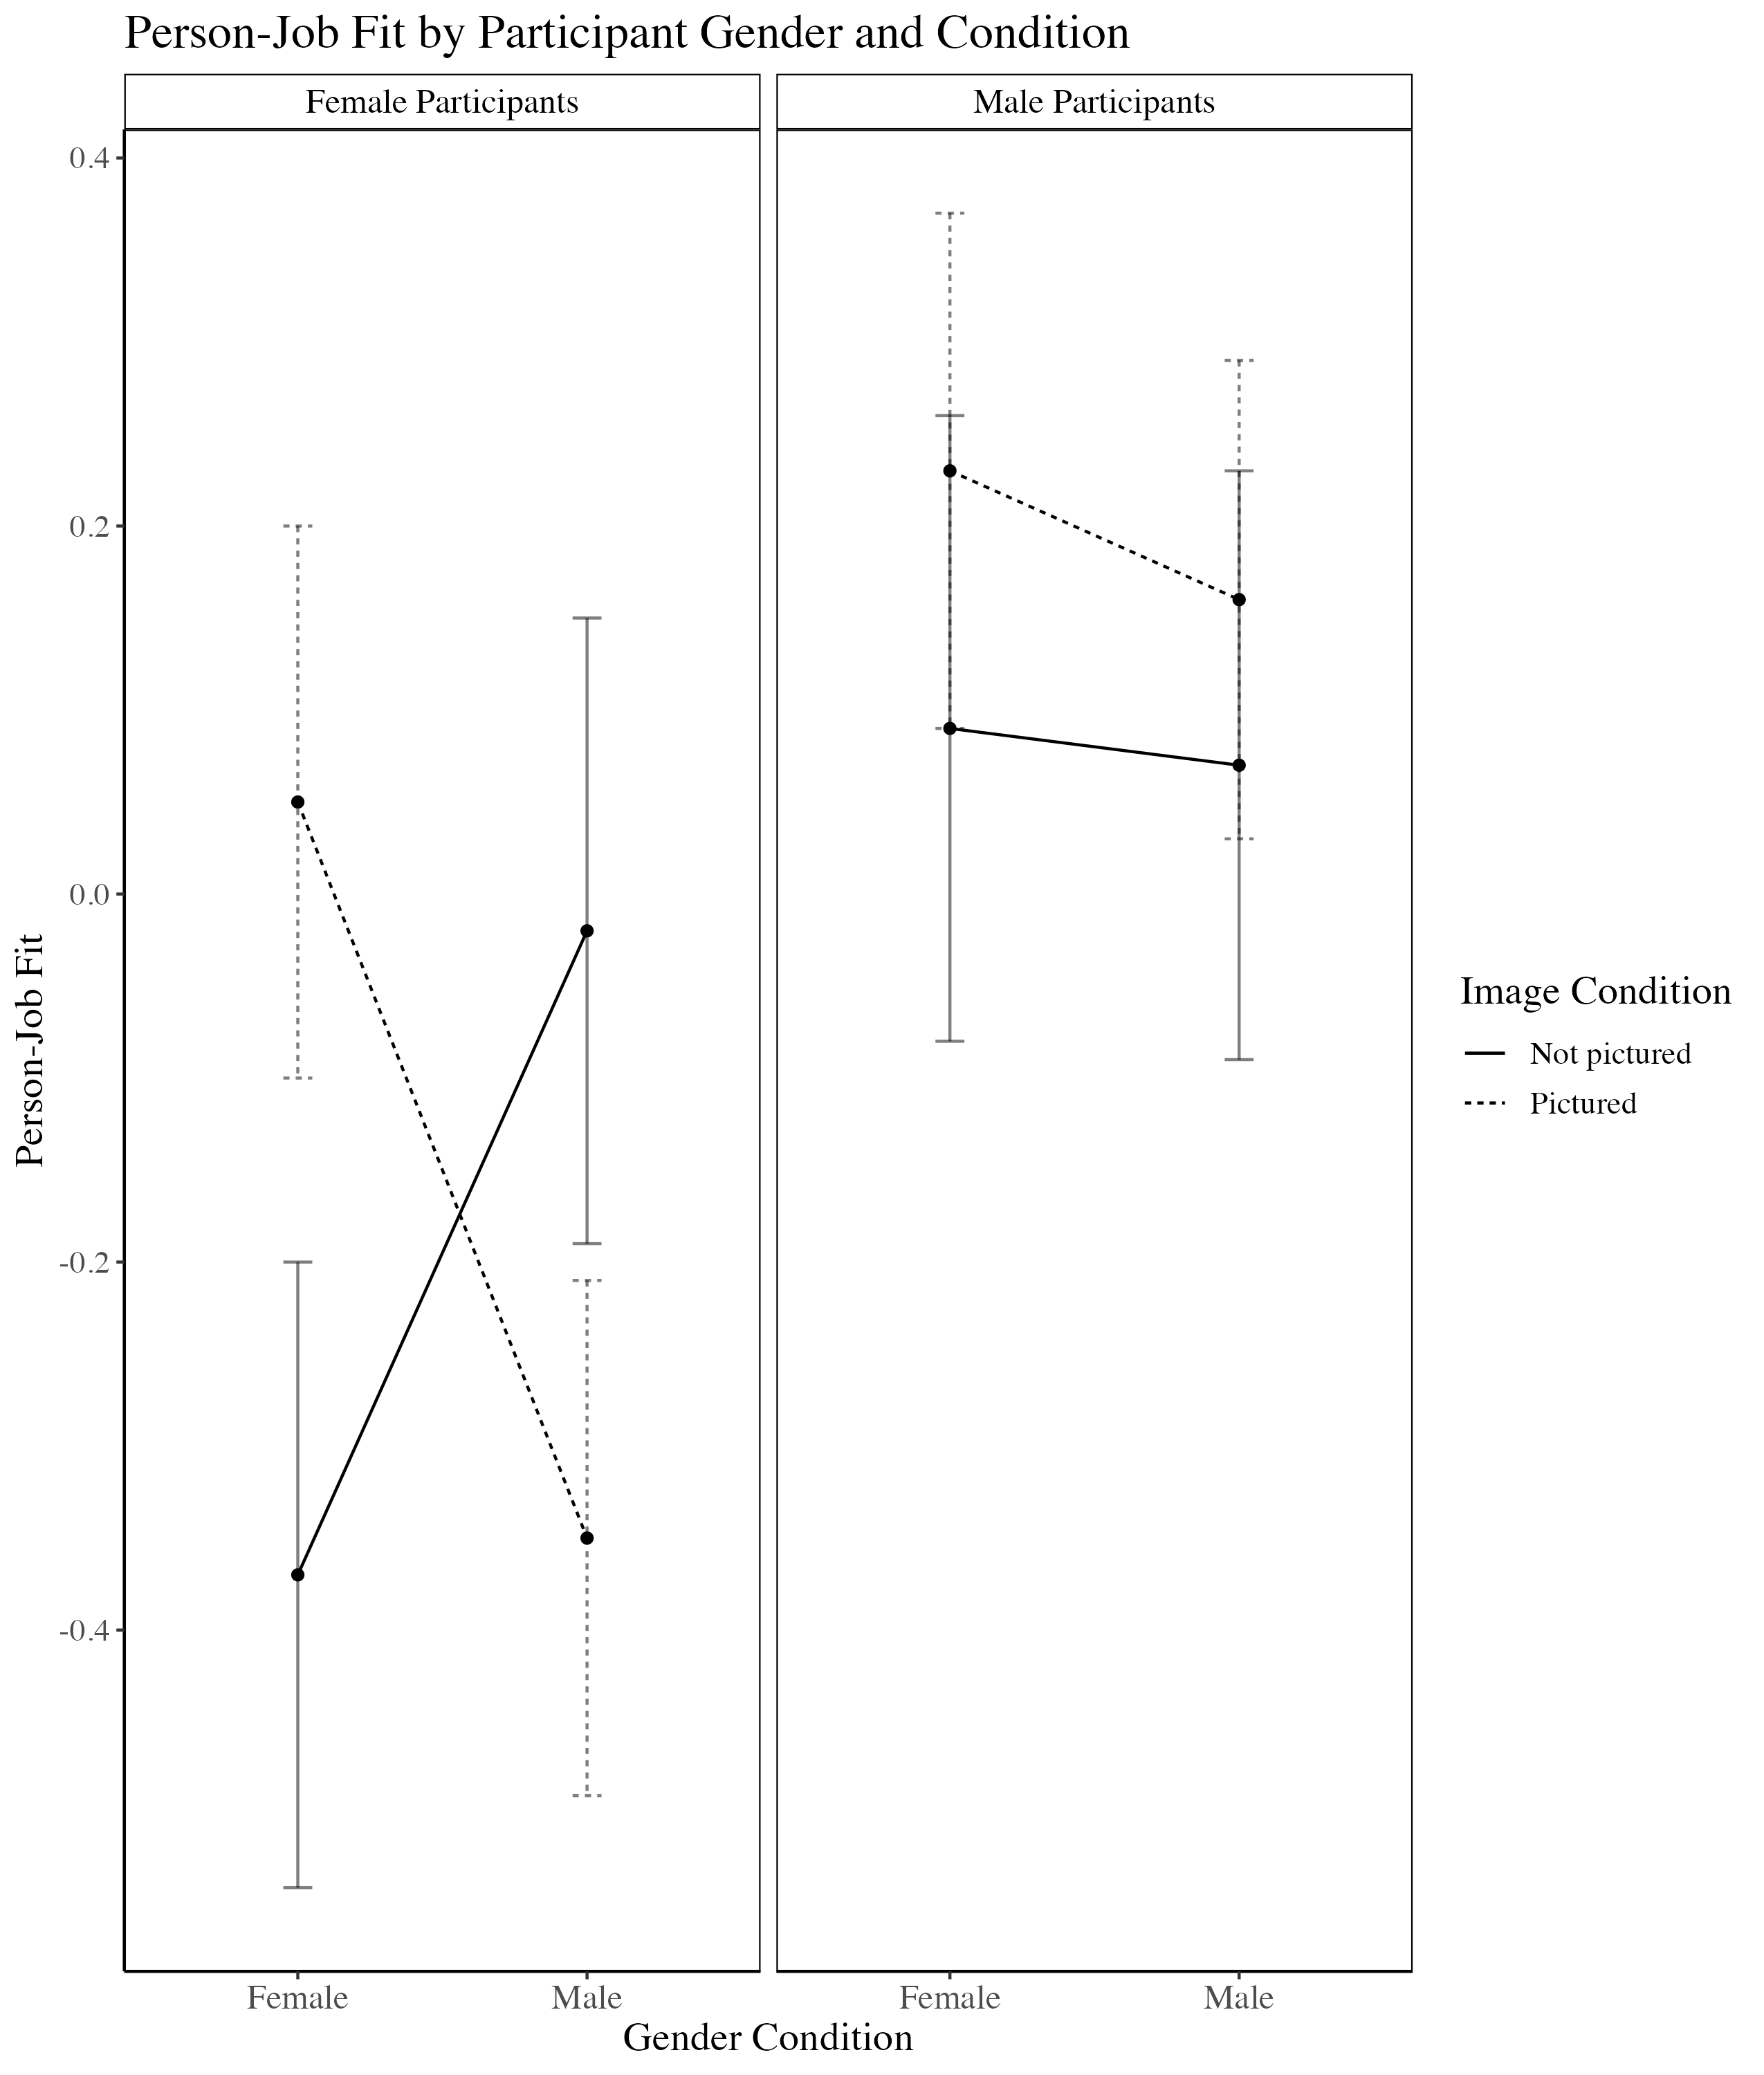 Person-Job Fit by Participant Gender and Condition
Female Participants
Male Participants
0.4
0.2
0.0
-0.2
-0.4
Person-Job Fit
Female
Male
Female
Male
Gender Condition
Image Condition
Not pictured
Pictured